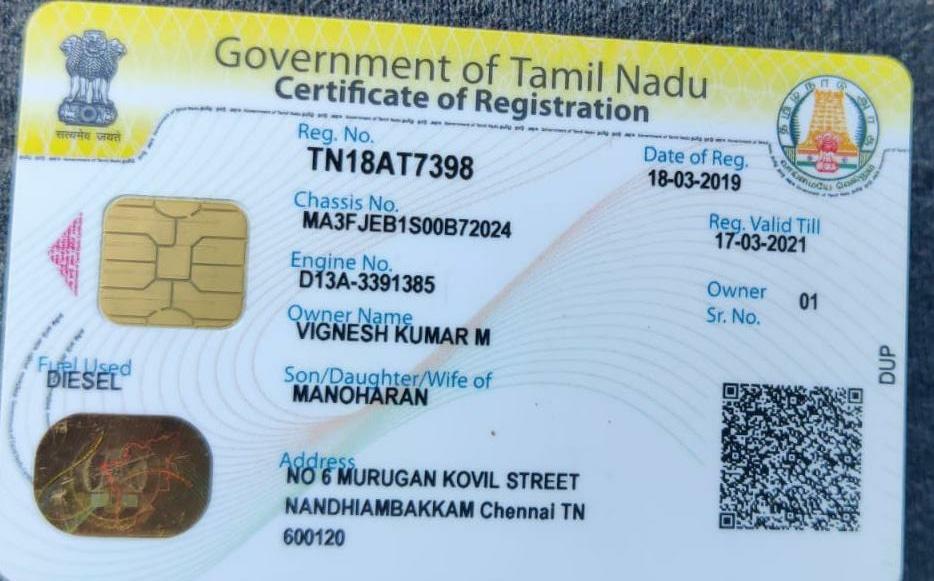 Government of Tamil Nadu
Certificate of Registration
सत्यमेव जयते
Reg. No.
TN18AT7398
Date of Reg.
18-03-2019
Chassis No.
MA3FJEB1S00B72024
Reg. Valid Till
17-03-2021
Engine No.
D13A-3391385
Owner
Sr. No.
01
Owner Name
VIGNESH KUMAR M
Fuel Used
DIESEL
Son/Daughter/Wife of
MANOHARAN
DUP
Address
NO 6 MURUGAN KOVIL STREET
NANDHIAMBAKKAM Chennai TN
600120